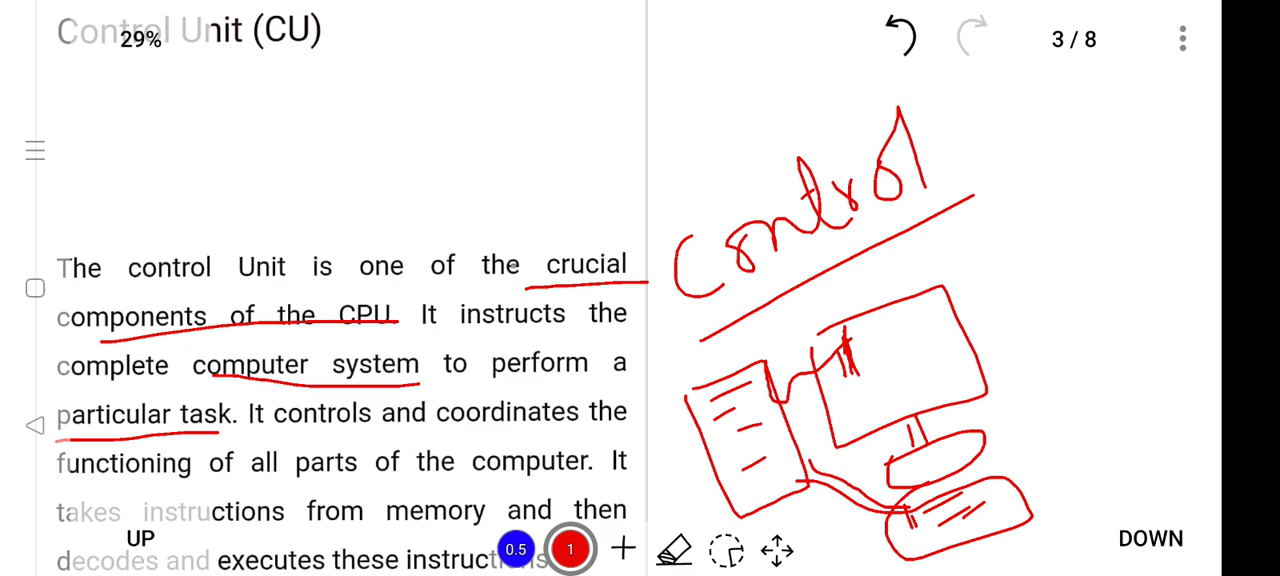 Control Unit (CU)
29%
3 / 8
Control
The control Unit is one of the crucial
components of the CPU. It instructs the
complete computer system to perform a
particular task. It controls and coordinates the
functioning of all parts of the computer. It
takes instructions from memory and then
decodes and executes these instructions
UP
0.5
1
DOWN